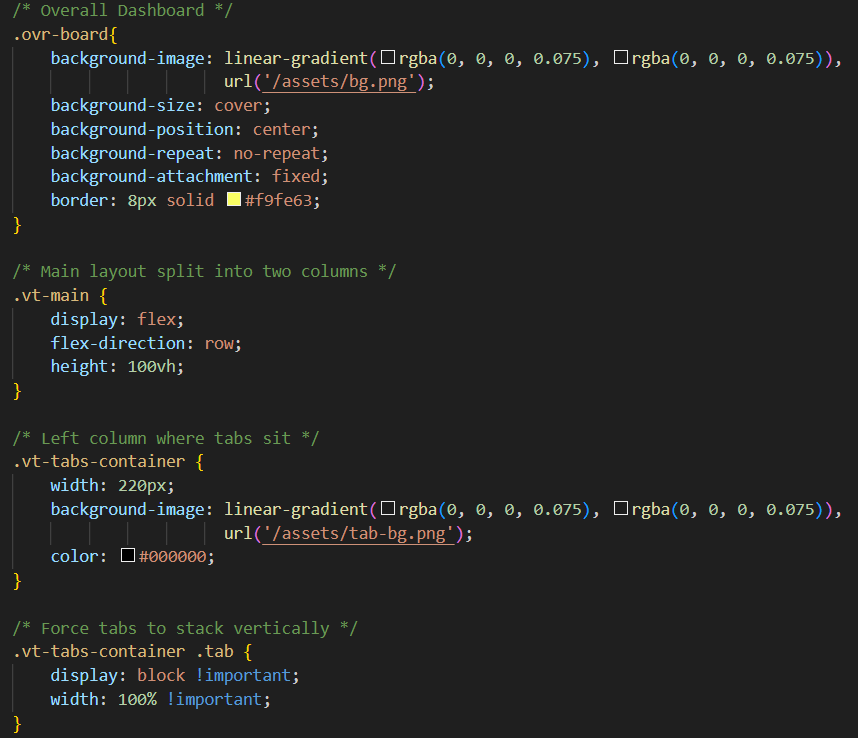 /* Overall Dashboard */
.ovr-board{
    background-image: linear-gradient(rgba(0, 0, 0, 0.075), rgba(0, 0, 0, 0.075)),
                      url('/assets/bg.png');
    background-size: cover;
    background-position: center;
    background-repeat: no-repeat;
    background-attachment: fixed;
    border: 8px solid #f9fe63;
}

/* Main layout split into two columns */
.vt-main {
    display: flex;
    flex-direction: row;
    height: 100vh;
}

/* Left column where tabs sit */
.vt-tabs-container {
    width: 220px;
    background-image: linear-gradient(rgba(0, 0, 0, 0.075), rgba(0, 0, 0, 0.075)),
                      url('/assets/tab-bg.png');
    color: #000000;
}

/* Force tabs to stack vertically */
.vt-tabs-container .tab {
    display: block !important;
    width: 100% !important;
}